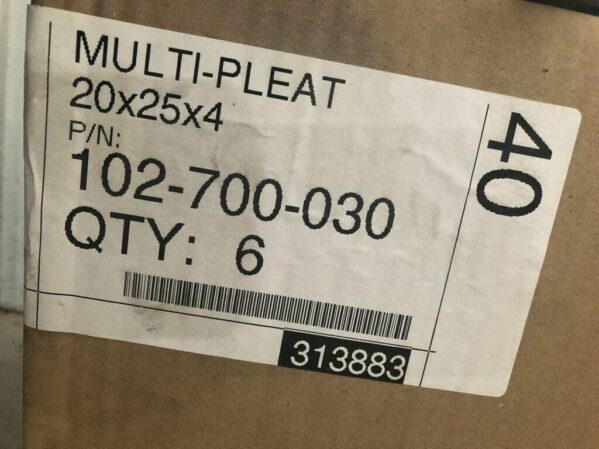 MULTI-PLEAT
20x25x4
P/N:
102-700-030
QTY: 6
313883
40